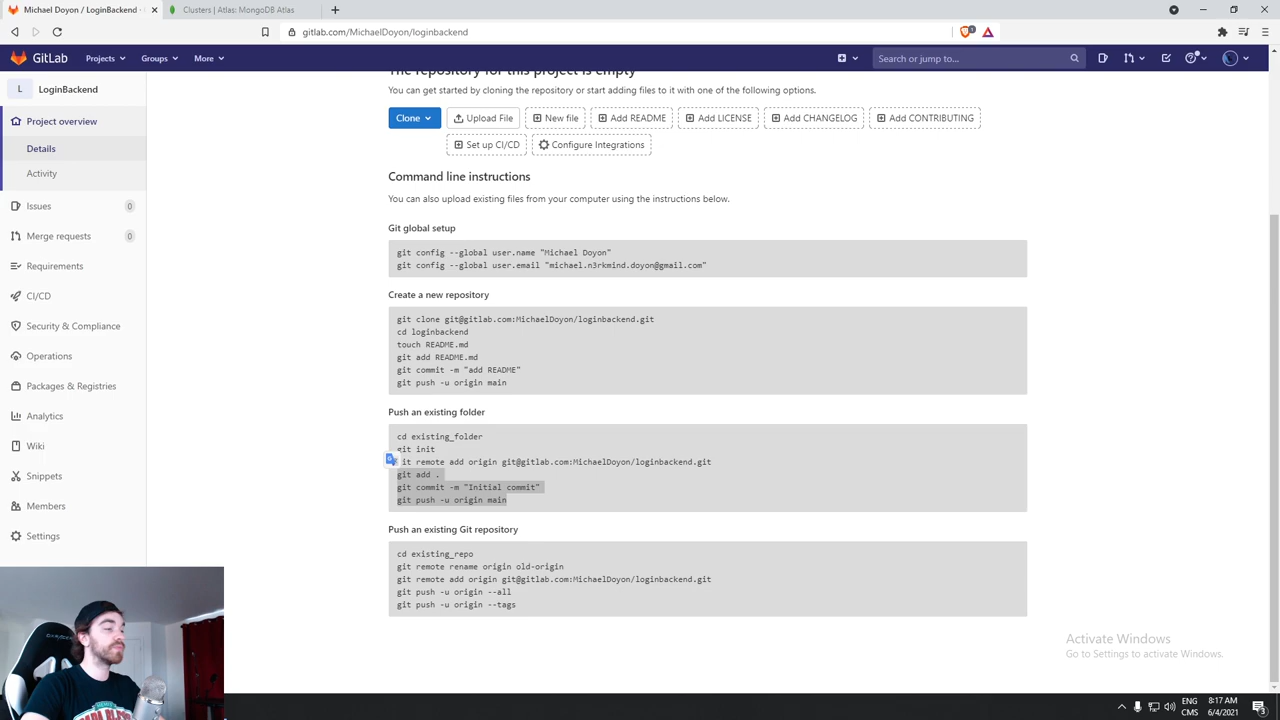 Michael Doyon / LoginBackend ·
Clusters | Atlas: MongoDB Atlas
gitlab.com/MichaelDoyon/loginbackend
GitLab
Projects
Groups
More
Search or jump to...
L
LoginBackend
Project overview
Details
Activity
Issues 0
Merge requests 0
Requirements
CI/CD
Security & Compliance
Operations
Packages & Registries
Analytics
Wiki
Snippets
Members
Settings
The repository for this project is empty
You can get started by cloning the repository or start adding files to it with one of the following options.
Clone
Upload File
New file
Add README
Add LICENSE
Add CHANGELOG
Add CONTRIBUTING
Set up CI/CD
Configure Integrations
Command line instructions
You can also upload existing files from your computer using the instructions below.
Git global setup
git config --global user.name "Michael Doyon"
git config --global user.email "michael.n3rkmind.doyon@gmail.com"
Create a new repository
git clone git@gitlab.com:MichaelDoyon/loginbackend.git
cd loginbackend
touch README.md
git add README.md
git commit -m "add README"
git push -u origin main
Push an existing folder
cd existing_folder
git init
git remote add origin git@gitlab.com:MichaelDoyon/loginbackend.git
git add .
git commit -m "Initial commit"
git push -u origin main
Push an existing Git repository
cd existing_repo
git remote rename origin old-origin
git remote add origin git@gitlab.com:MichaelDoyon/loginbackend.git
git push -u origin --all
git push -u origin --tags
Activate Windows
Go to Settings to activate Windows.
ENG
CMS
8:17 AM
6/4/2021
3